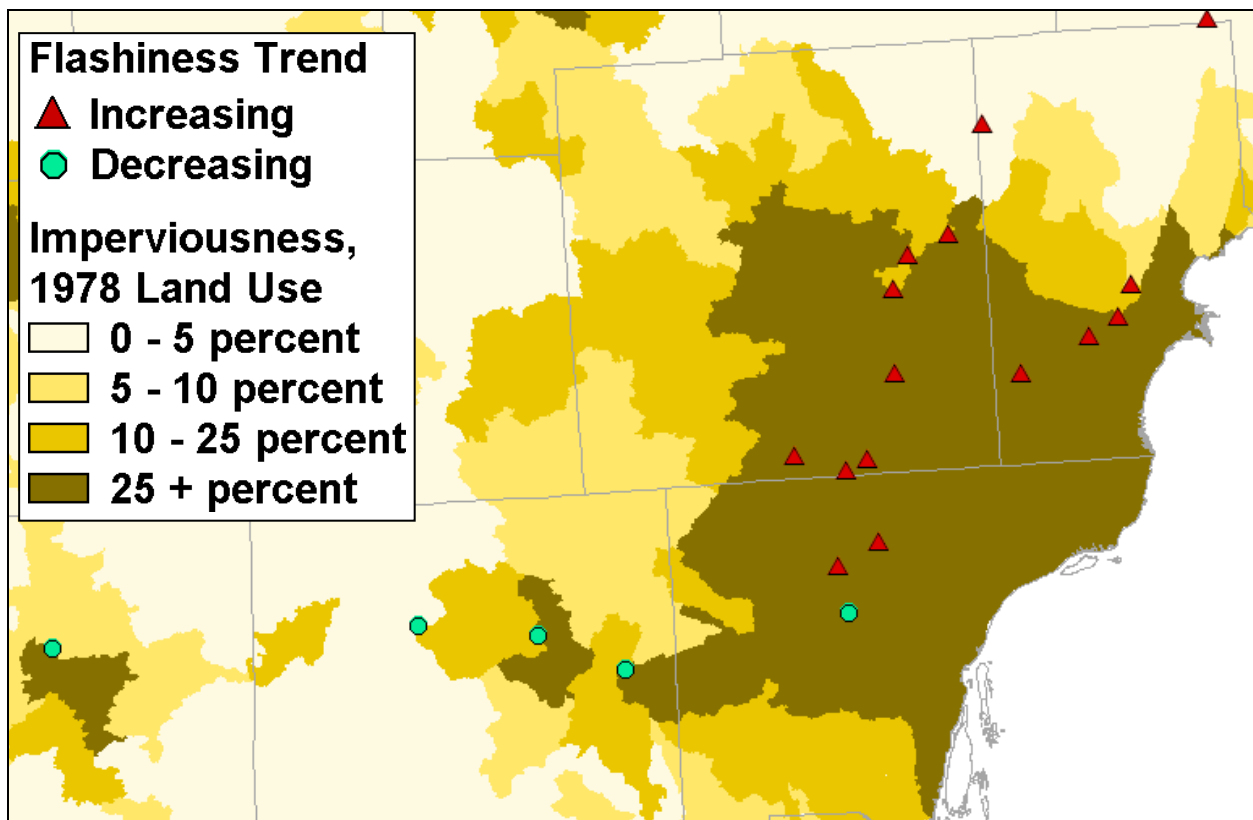 Flashiness Trend
Increasing
Decreasing
Imperviousness,
1978 Land Use
0 - 5 percent
5 - 10 percent
10 - 25 percent
25 + percent